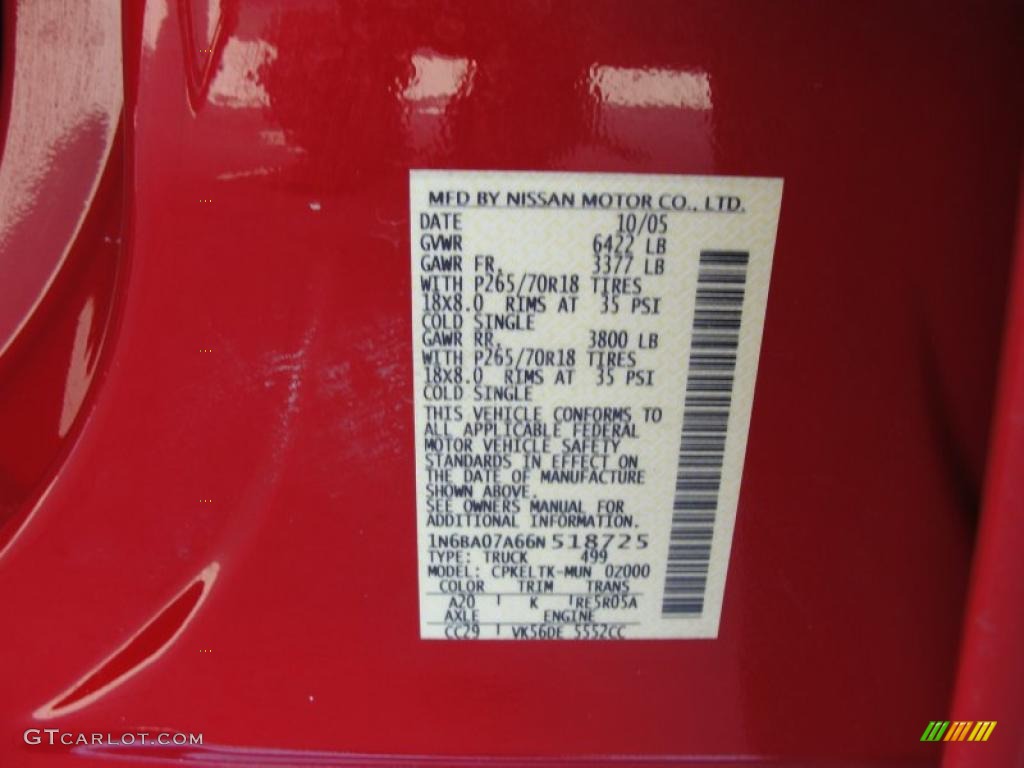 MFD BY NISSAN MOTOR CO., LTD.
DATE 10/05
GVWR 6422 LB
GAWR FR. 3377 LB
WITH P265/70R18 TIRES
18X8.0 RIMS AT 35 PSI
COLD SINGLE
GAWR RR. 3800 LB
WITH P265/70R18 TIRES
18X8.0 RIMS AT 35 PSI
COLD SINGLE
THIS VEHICLE CONFORMS TO
ALL APPLICABLE FEDERAL
MOTOR VEHICLE SAFETY
STANDARDS IN EFFECT ON
THE DATE OF MANUFACTURE
SHOWN ABOVE.
SEE OWNERS MANUAL FOR
ADDITIONAL INFORMATION.
1N6BA07A66N518725
TYPE: TRUCK 499
MODEL: CPKELTK-MUN 0Z000
COLOR TRIM TRANS
A20 K RE5R05A
AXLE ENGINE
CC29 VK56DE 5552CC
GTCARLOT.COM